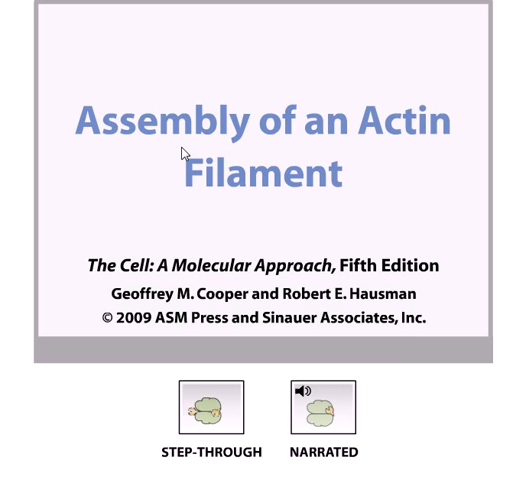 Assembly of an Actin
Filament
The Cell: A Molecular Approach, Fifth Edition
Geoffrey M. Cooper and Robert E. Hausman
© 2009 ASM Press and Sinauer Associates, Inc.
STEP-THROUGH NARRATED